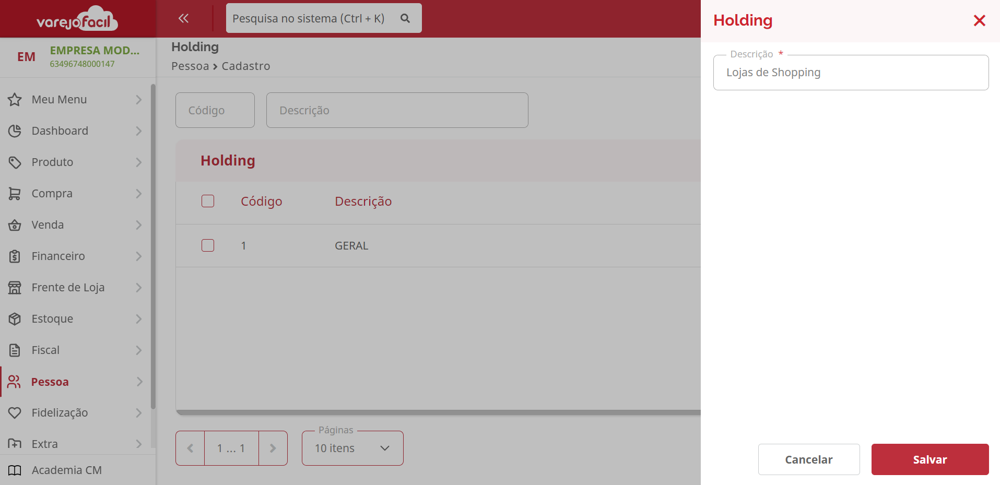 varejofacil
Pesquisa no sistema (Ctrl + K)
Holding
EM
EMPRESA MOD...
63496748000147
Holding
Pessoa > Cadastro
Descrição *
Lojas de Shopping
Meu Menu
Dashboard
Produto
Compra
Venda
Financeiro
Frente de Loja
Estoque
Fiscal
Pessoa
Fidelização
Extra
Academia CM
Código
Descrição
Holding
Código
Descrição
1
GERAL
1 ... 1
Páginas
10 itens
Cancelar
Salvar